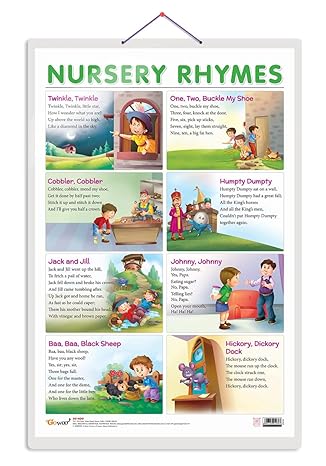 NURSERY RHYMES
Twinkle, Twinkle
Twinkle, Twinkle, little star,
How I wonder what you are!
Up above the world so high,
Like a diamond in the sky.
One, Two, Buckle My Shoe
One, two, buckle my shoe,
Three, four, knock at the door,
Five, six, pick up sticks,
Seven, eight, lay them straight,
Nine, ten, a big fat hen.
Cobbler, Cobbler
Cobbler, cobbler, mend my shoe,
Get it done by half past two,
Stitch it up and stitch it down
And I'll give you half a crown.
Humpty Dumpty
Humpty Dumpty sat on a wall,
Humpty Dumpty had a great fall;
All the King's horses
and all the King's men,
Couldn't put Humpty Dumpty
together again.
Jack and Jill
Jack and Jill went up the hill,
To fetch a pail of water,
Jack fell down and broke his crown
And Jill came tumbling after.
Up Jack got and home he ran,
As fast as he could caper;
There his mother bound his head,
With vinegar and brown paper.
Johnny, Johnny
Johnny, Johnny,
Yes, Papa,
Eating sugar?
No, Papa,
Telling lies?
No, Papa,
Open your mouth,
Ha! Ha! Ha!
Baa, Baa, Black Sheep
Baa, baa, black sheep,
Have you any wool?
Yes, sir, yes, sir,
Three bags full.
One for the master,
And one for the dame,
And one for the little boy
Who lives down the lane.
Hickory, Dickory
Dock
Hickory, dickory, dock,
The mouse ran up the clock.
The clock struck one,
The mouse ran down,
Hickory, dickory, dock.
Gowoo